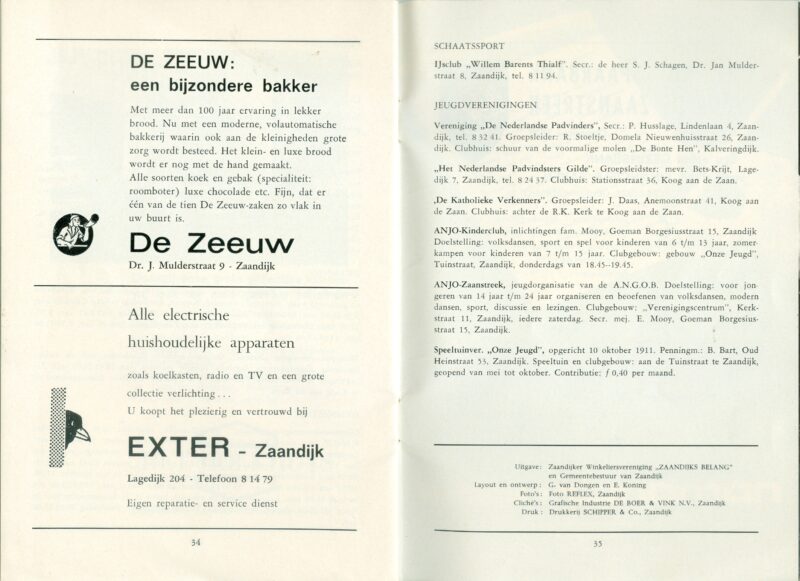 DE ZEEUW:
een bijzondere bakker
Met meer dan 100 jaar ervaring in lekker
brood. Nu met een moderne, volautomatische
bakkerij waarin ook aan de kleinigheden grote
zorg wordt besteed. Het klein- en luxe brood
wordt er nog met de hand gemaakt.
Alle soorten koek en gebak (specialiteit:
roomboter) luxe chocolade etc. Fijn, dat er
één van de tien De Zeeuw-zaken zo vlak in
uw buurt is.
De Zeeuw
Dr. J. Mulderstraat 9 - Zaandijk
Alle electrische
huishoudelijke apparaten
zoals koelkasten, radio en TV en een grote
collectie verlichting . . .
U koopt het plezierig en vertrouwd bij
EXTER - Zaandijk
Lagedijk 204 - Telefoon 8 14 79
Eigen reparatie- en service dienst
34
SCHAATSSPORT
IJsclub „Willem Barents Thialf". Secr.: de heer S. J. Schagen, Dr. Jan Mulder-
straat 8, Zaandijk, tel. 8 11 94.
JEUGDVERENIGINGEN
Vereniging „De Nederlandse Padvinders", Secr.: P. Husslage, Lindenlaan 4, Zaan-
dijk, tel. 8 32 41. Groepsleider: R. Stoeltje, Domela Nieuwenhuisstraat 26, Zaan-
dijk. Clubhuis: schuur van de voormalige molen „De Bonte Hen", Kalveringdijk.
„Het Nederlandse Padvindsters Gilde". Groepsleidster: mevr. Bets-Krijt, Lage-
dijk 7, Zaandijk, tel. 8 24 37. Clubhuis: Stationsstraat 36, Koog aan de Zaan.
„De Katholieke Verkenners". Groepsleider: J. Daas, Anemoonstraat 41, Koog aan
de Zaan. Clubhuis: achter de R.K. Kerk te Koog aan de Zaan.
ANJO-Kinderclub, inlichtingen fam. Mooy, Goeman Borgesiusstraat 15, Zaandijk
Doelstelling: volksdansen, sport en spel voor kinderen van 6 t/m 13 jaar, zomer-
kampen voor kinderen van 7 t/m 15 jaar. Clubgebouw: gebouw „Onze Jeugd",
Tuinstraat, Zaandijk, donderdags van 18.45–19.45.
ANJO-Zaanstreek, jeugdorganisatie van de A.N.G.O.B. Doelstelling: voor jon-
geren van 14 jaar t/m 24 jaar organiseren en beoefenen van volksdansen, modern
dansen, sport, discussie en lezingen. Clubgebouw: „Verenigingscentrum", Kerk-
straat 11, Zaandijk, iedere zaterdag. Secr. mej. E. Mooy, Goeman Borgesius-
straat 15, Zaandijk.
Speeltuinver. „Onze Jeugd", opgericht 10 oktober 1911. Penningm.: B. Bart, Oud
Heinstraat 53, Zaandijk. Speeltuin en clubgebouw: aan de Tuinstraat te Zaandijk,
geopend van mei tot oktober. Contributie: f 0,40 per maand.
Uitgave: Zaandijker Winkeliersvereniging „ZAANDIJKS BELANG"
en Gemeentebestuur van Zaandijk
Layout en ontwerp: G. van Dongen en E. Koning
Foto's: Foto REFLEX, Zaandijk
Cliché's: Grafische Industrie DE BOER & VINK N.V., Zaandijk
Druk: Drukkerij SCHIPPER & Co., Zaandijk
35